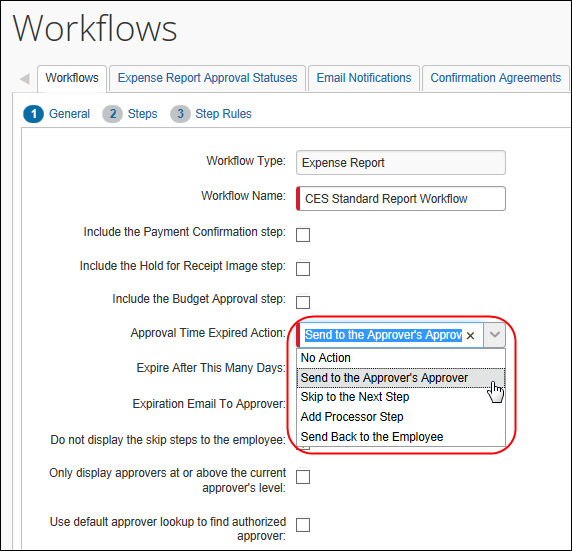 Workflows
Workflows Expense Report Approval Statuses Email Notifications Confirmation Agreements
1 General 2 Steps 3 Step Rules
Workflow Type: Expense Report
Workflow Name: CES Standard Report Workflow
Include the Payment Confirmation step:
Include the Hold for Receipt Image step:
Include the Budget Approval step:
Approval Time Expired Action: Send to the Approver's Approv
No Action
Expire After This Many Days: Send to the Approver's Approver
Skip to the Next Step
Expiration Email To Approver:
Add Processor Step
Do not display the skip steps to the employee: Send Back to the Employee
Only display approvers at or above the current
approver's level:
Use default approver lookup to find authorized
approver: